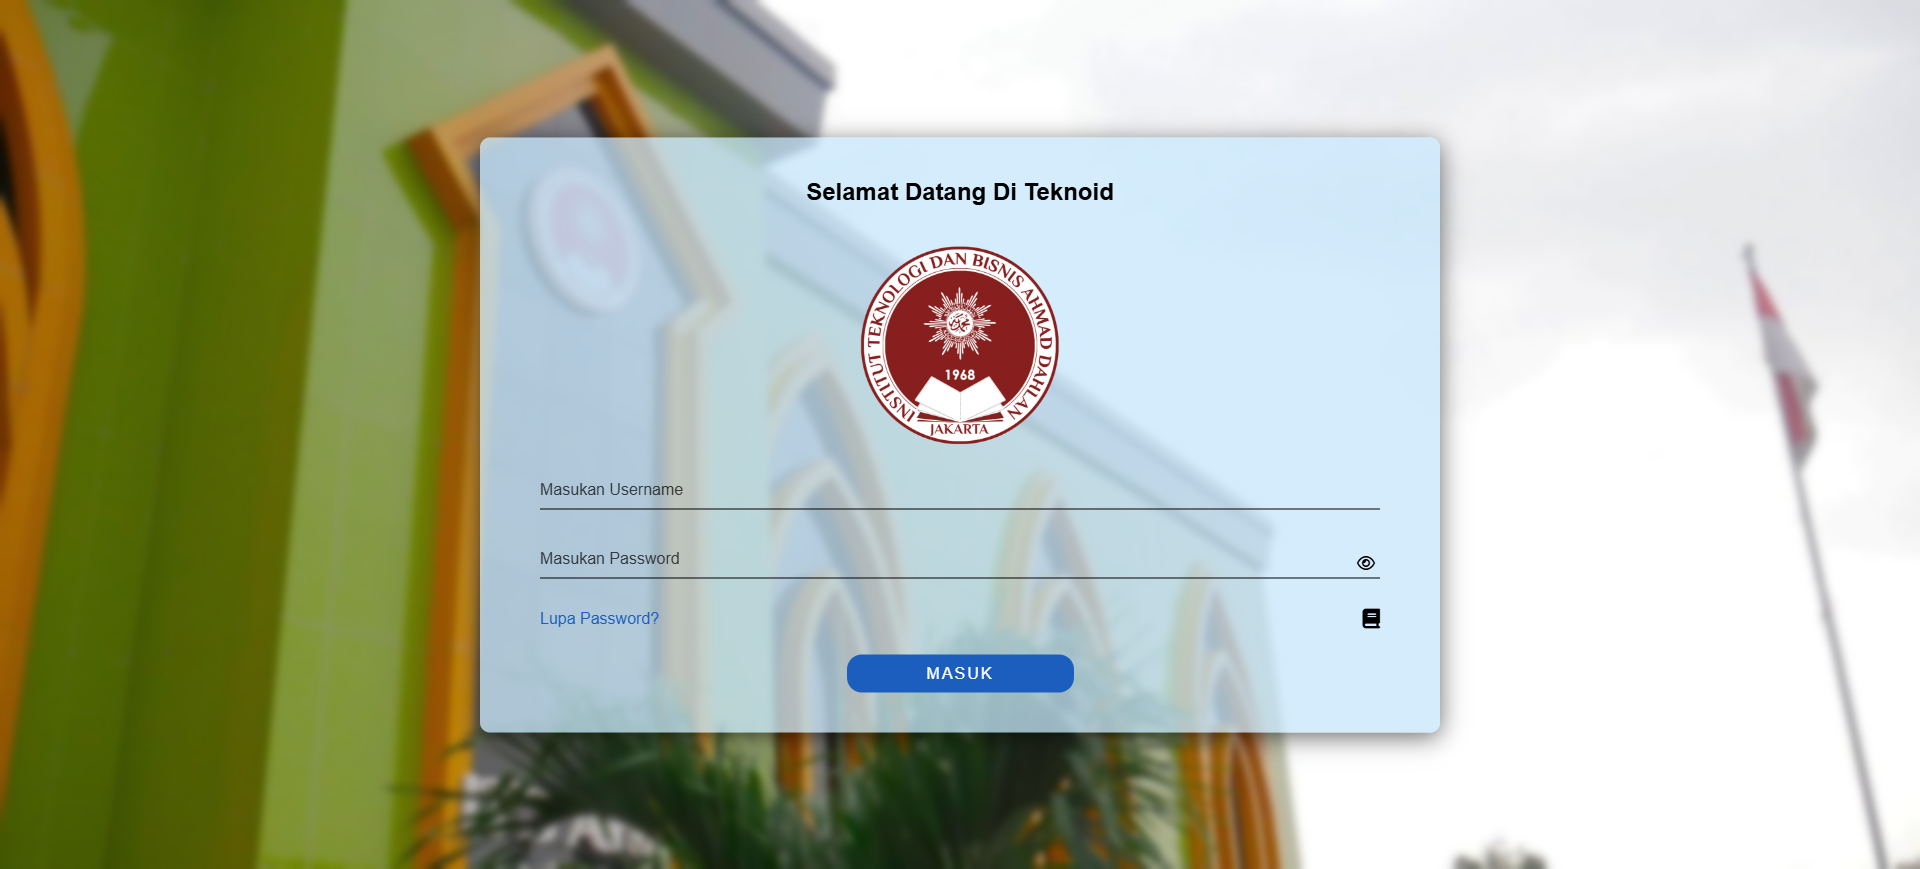 Selamat Datang Di Teknoid
INSTITUT TEKNOLOGI DAN BISNIS AHMAD DAHLAN
1968
JAKARTA
Masukan Username
Masukan Password
Lupa Password?
MASUK